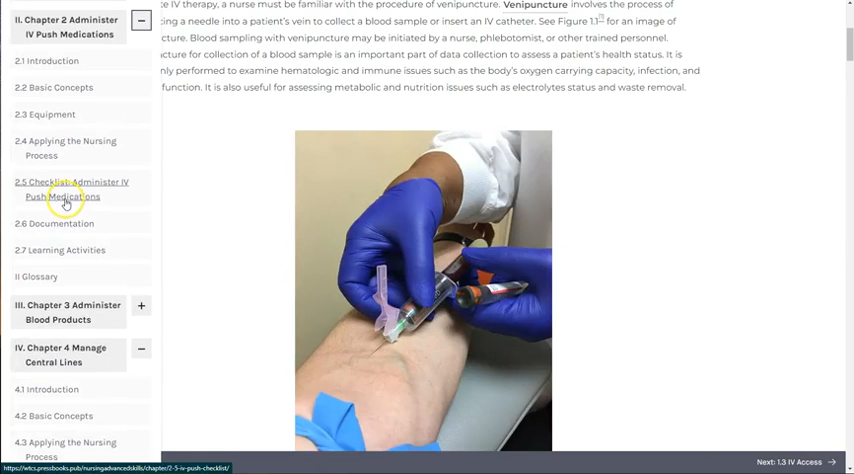 II. Chapter 2 Administer
IV Push Medications
2.1 Introduction
2.2 Basic Concepts
2.3 Equipment
2.4 Applying the Nursing
Process
2.5 Checklist: Administer IV
Push Medications
2.6 Documentation
2.7 Learning Activities
II Glossary
III. Chapter 3 Administer
Blood Products
IV. Chapter 4 Manage
Central Lines
4.1 Introduction
4.2 Basic Concepts
4.3 Applying the Nursing
Process
https://wtcs.pressbooks.pub/nursingadvancedskills/chapter/2-5-iv-push-checklist/
IV therapy, a nurse must be familiar with the procedure of venipuncture. Venipuncture involves the process of
a needle into a patient's vein to collect a blood sample or insert an IV catheter. See Figure 1.1[1] for an image of
Blood sampling with venipuncture may be initiated by a nurse, phlebotomist, or other trained personnel.
for collection of a blood sample is an important part of data collection to assess a patient's health status. It is
performed to examine hematologic and immune issues such as the body's oxygen carrying capacity, infection, and
function. It is also useful for assessing metabolic and nutrition issues such as electrolytes status and waste removal.
Next: 1.3 IV Access →